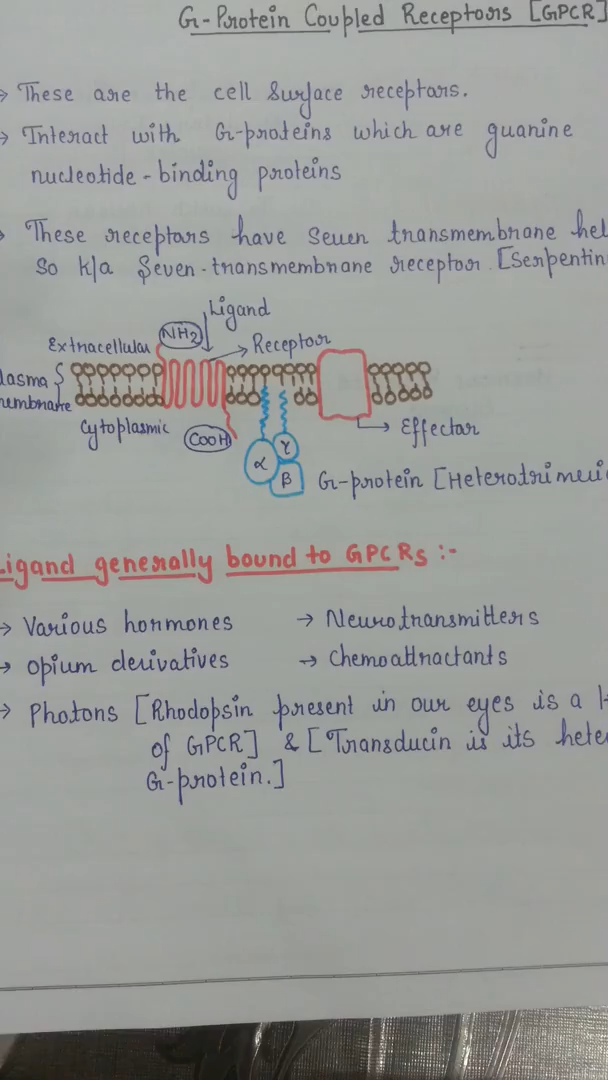 G-Protein Coupled Receptors [GPCR]
→ These are the cell surface receptors.
→ Interact with G-proteins which are guanine
nucleotide-binding proteins
→ These receptors have seven transmembrane hel
So k/a Seven-transmembrane receptor. [Serpentin
NH2
Ligand
Extracellular
Receptor
lasma
membrane
Cytoplasmic
COOH
→ Effector
α γ
β
G-protein [Heterotrimeri
Ligand generally bound to GPCRs :-
→ Various hormones → Neurotransmitters
→ opium derivatives → Chemoattractants
→ Photons [Rhodopsin present in our eyes is a
of GPCR] & [Transducin is its hete
G-protein.]